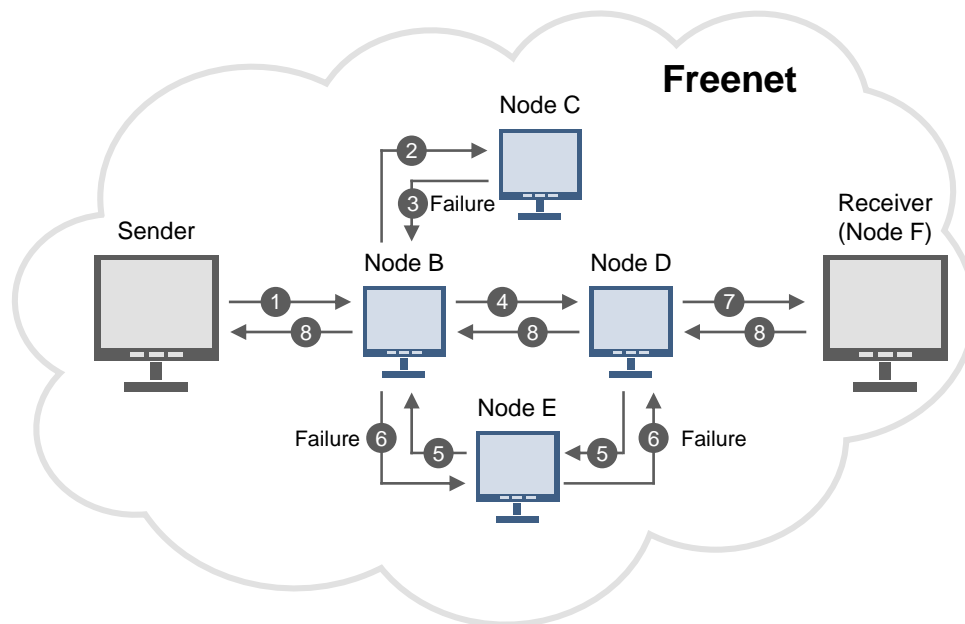 Freenet
Node C
2
3
Failure
Sender
Receiver
(Node F)
Node B
Node D
1
4
7
8
8
8
Node E
Failure
6
5
5
6
Failure